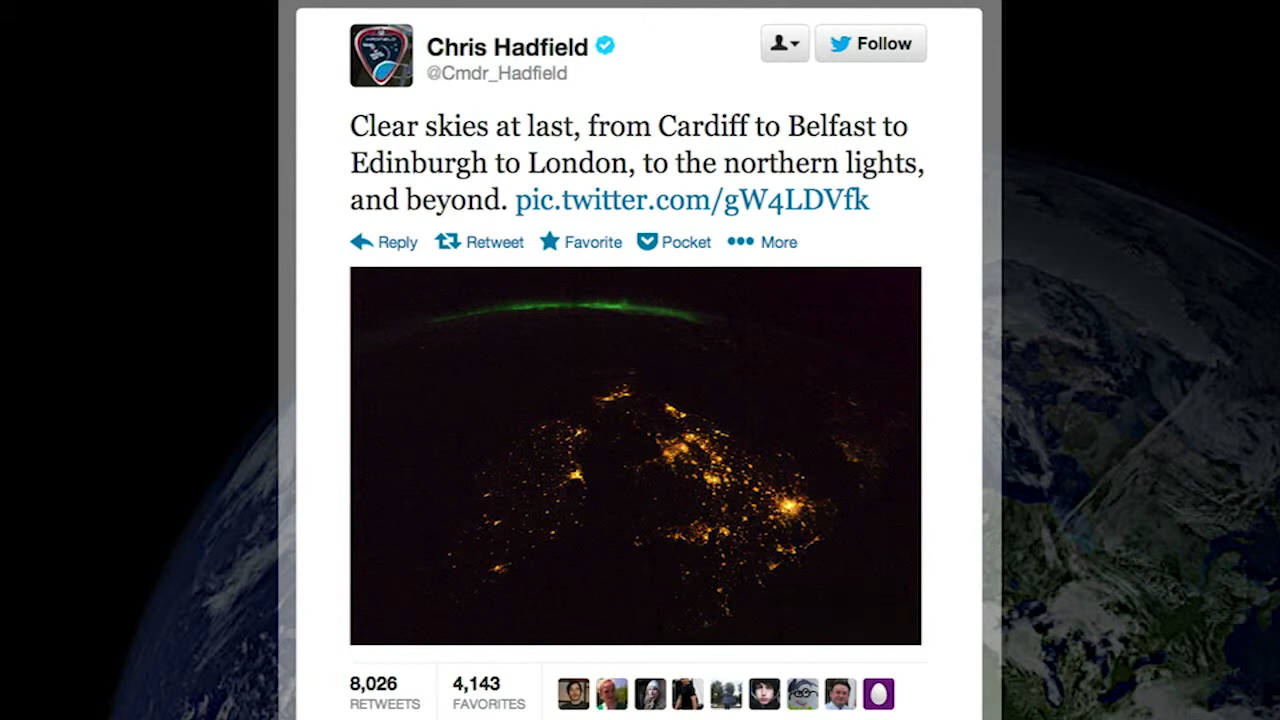 Chris Hadfield
@Cmdr_Hadfield
Follow
Clear skies at last, from Cardiff to Belfast to
Edinburgh to London, to the northern lights,
and beyond. pic.twitter.com/gW4LDVfk
Reply Retweet Favorite Pocket More
8,026 4,143
RETWEETS FAVORITES